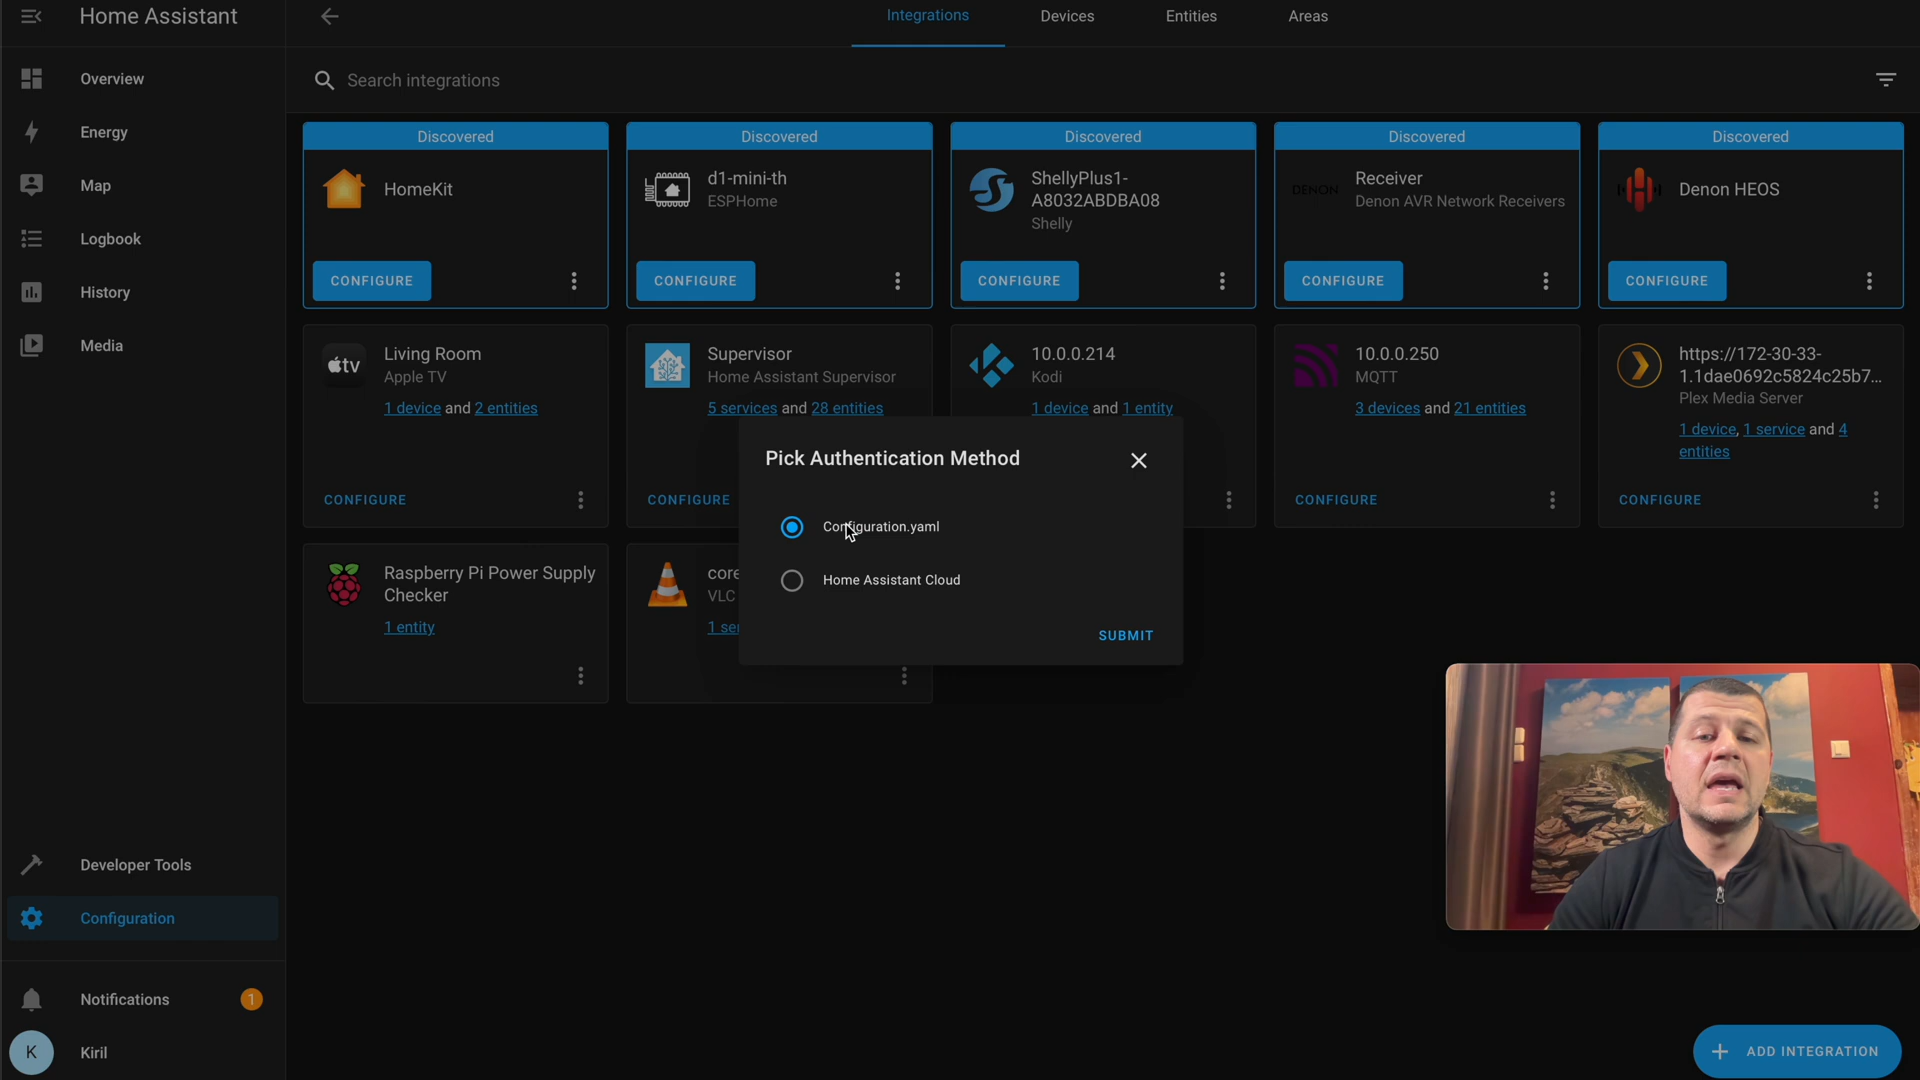 Home Assistant
Integrations
Devices
Entities
Areas
Overview
Energy
Map
Logbook
History
Media
Developer Tools
Configuration
Notifications
1
K
Kiril
Search integrations
Discovered
HomeKit
CONFIGURE
Discovered
d1-mini-th
ESPHome
CONFIGURE
Discovered
ShellyPlus1-
A8032ABDBA08
Shelly
CONFIGURE
Discovered
DENON
Receiver
Denon AVR Network Receivers
CONFIGURE
Discovered
Denon HEOS
CONFIGURE
tv
Living Room
Apple TV
1 device and 2 entities
CONFIGURE
Supervisor
Home Assistant Supervisor
5 services and 28 entities
CONFIGURE
10.0.0.214
Kodi
1 device and 1 entity
10.0.0.250
MQTT
3 devices and 21 entities
CONFIGURE
https://172-30-33-
1.1dae0692c5824c25b7...
Plex Media Server
1 device, 1 service and 4
entities
CONFIGURE
Raspberry Pi Power Supply
Checker
1 entity
core
VLC
1 ser
Pick Authentication Method
Configuration.yaml
Home Assistant Cloud
SUBMIT
ADD INTEGRATION